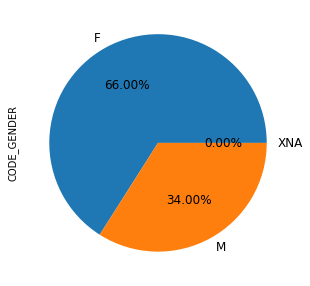 F
66.00%
CODE_GENDER
0.00%
XNA
34.00%
M